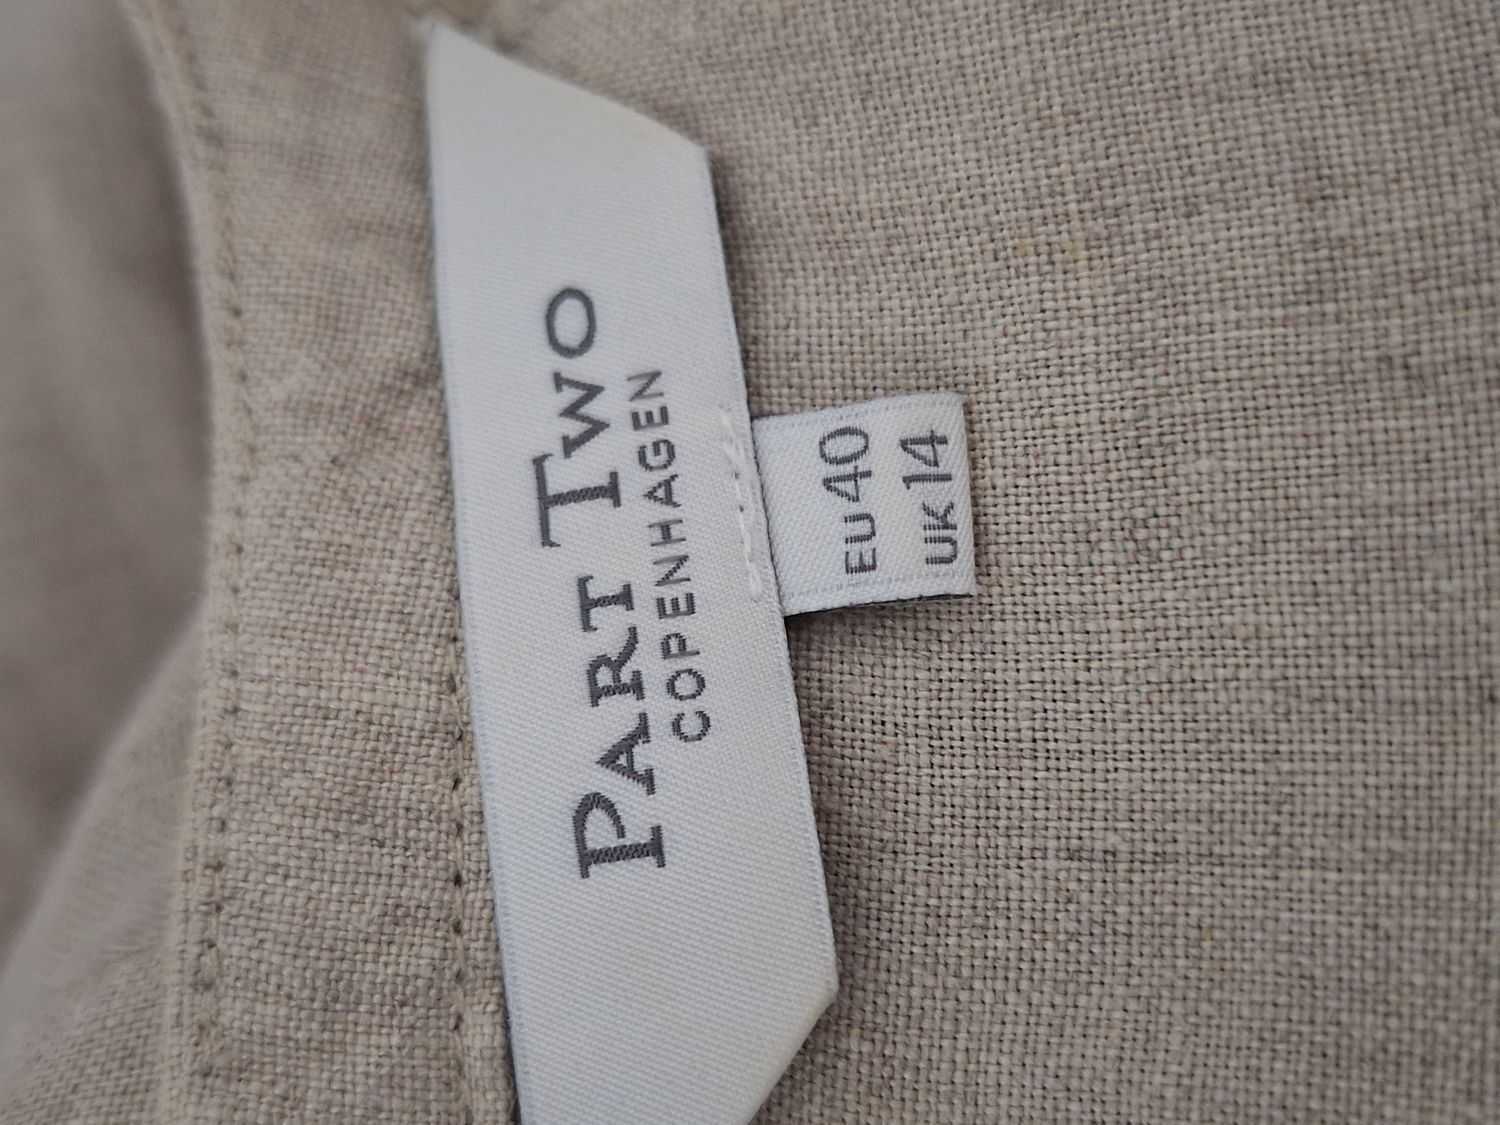 PART TWO
COPENHAGEN
EU 40
UK 14